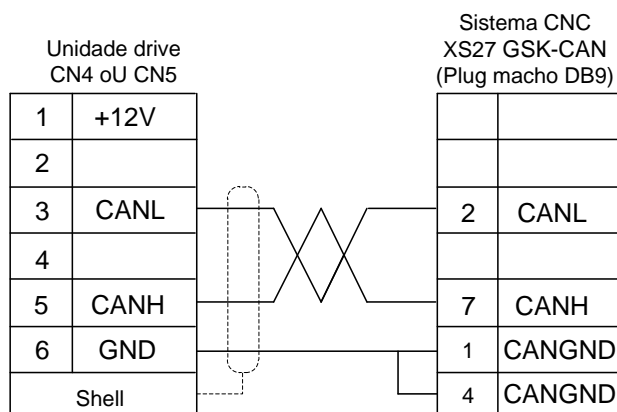 Unidade drive
CN4 oU CN5
1 +12V
2
3 CANL
4
5 CANH
6 GND
Shell
Sistema CNC
XS27 GSK-CAN
(Plug macho DB9)
2 CANL
7 CANH
1 CANGND
4 CANGND